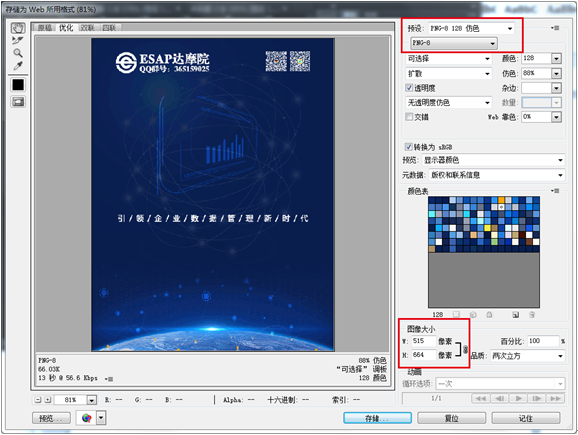 存储为 Web 所用格式 (81%)
原稿 优化 双联 四联
ESAP达摩院
QQ群号: 365159025
引/领/企/业/数/据/管/理/新/时/代
PNG-8
66.03K
13 秒 @ 56.6 Kbps
88% 仿色
“可选择” 调板
128 颜色
81%
R: --
G: --
B: --
Alpha: --
十六进制: --
索引: --
预览...
存储...
复位
记住
预设: PNG-8 128 仿色
PNG-8
可选择
颜色: 128
扩散
仿色: 88%
透明度
杂边:
无透明度仿色
数量:
交错
Web 靠色: 0%
转换为 sRGB
预览: 显示器颜色
元数据: 版权和联系信息
颜色表
128
图像大小
W: 515 像素
H: 664 像素
百分比: 100 %
品质: 两次立方
动画
循环选项: 一次
1/1